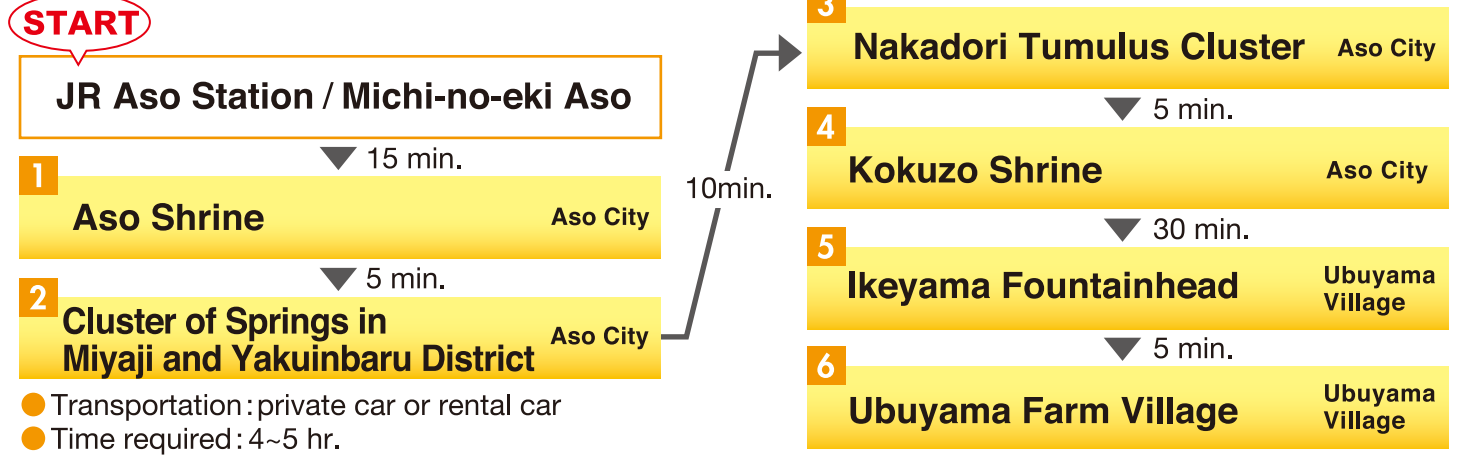 START
JR Aso Station / Michi-no-eki Aso
15 min.
1
Aso Shrine
Aso City
5 min.
2
Cluster of Springs in
Miyaji and Yakuinbaru District
Aso City
Transportation: private car or rental car
Time required: 4~5 hr.
10min.
3
Nakadori Tumulus Cluster
Aso City
5 min.
4
Kokuzo Shrine
Aso City
30 min.
5
Ikeyama Fountainhead
Ubuyama
Village
5 min.
6
Ubuyama Farm Village
Ubuyama
Village